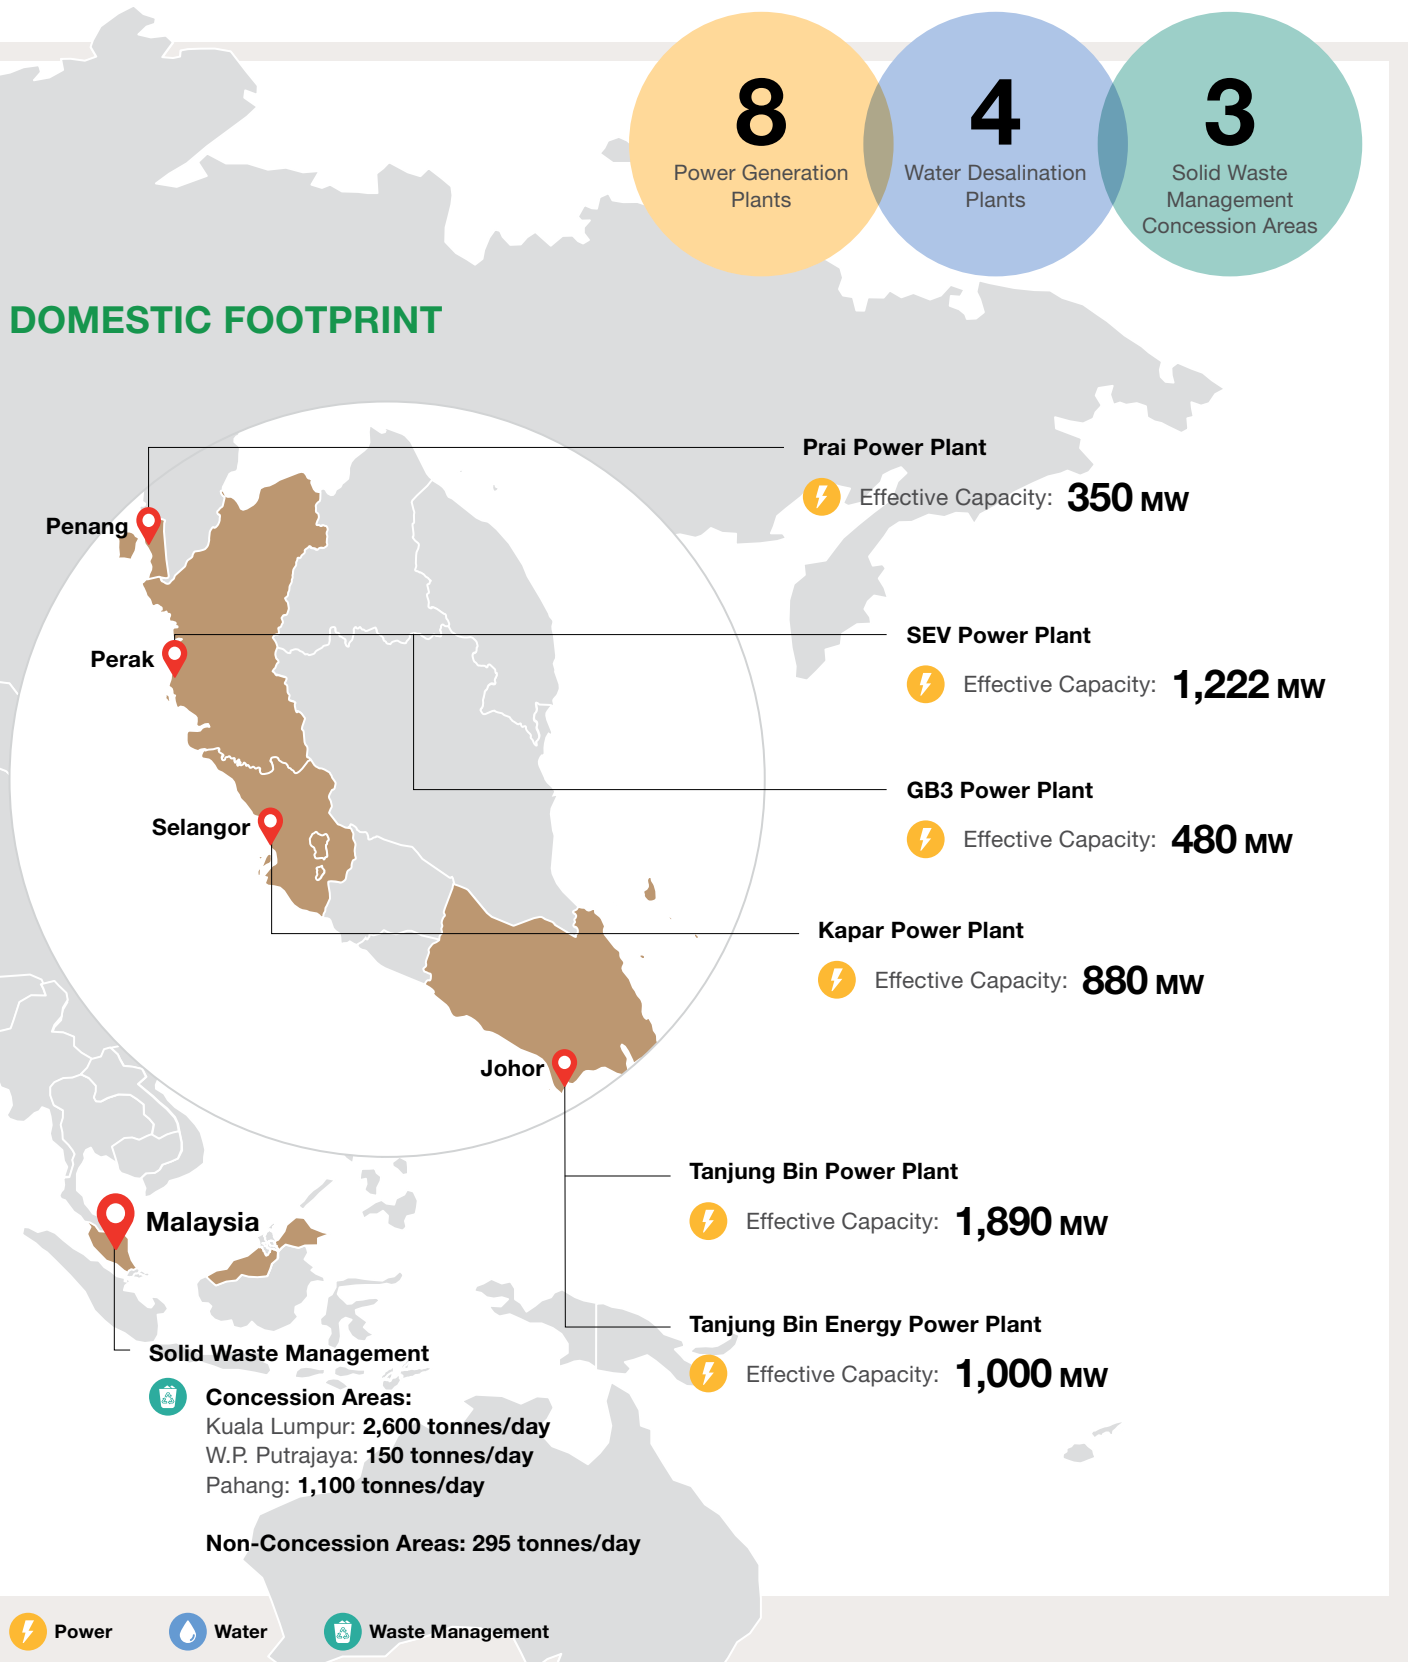 8
Power Generation
Plants
4
Water Desalination
Plants
3
Solid Waste
Management
Concession Areas
DOMESTIC FOOTPRINT
Prai Power Plant
Effective Capacity: 350 MW
Penang
SEV Power Plant
Effective Capacity: 1,222 MW
Perak
GB3 Power Plant
Effective Capacity: 480 MW
Selangor
Kapar Power Plant
Effective Capacity: 880 MW
Johor
Tanjung Bin Power Plant
Effective Capacity: 1,890 MW
Tanjung Bin Energy Power Plant
Effective Capacity: 1,000 MW
Malaysia
Solid Waste Management
Concession Areas:
Kuala Lumpur: 2,600 tonnes/day
W.P. Putrajaya: 150 tonnes/day
Pahang: 1,100 tonnes/day
Non-Concession Areas: 295 tonnes/day
Power
Water
Waste Management